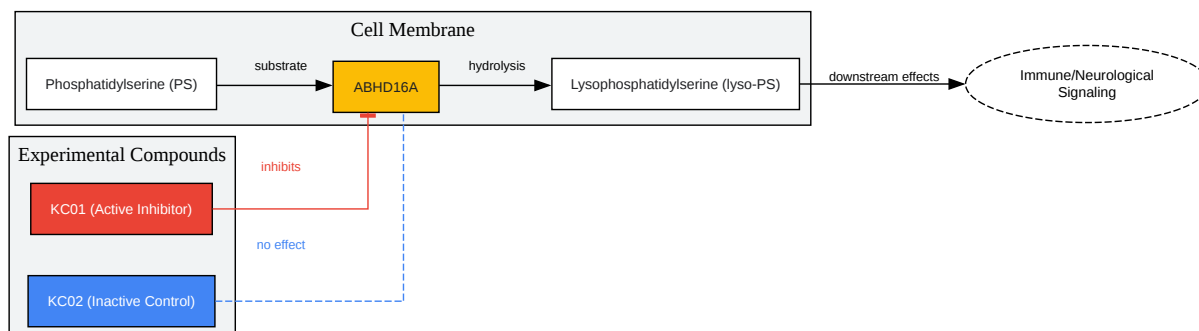 Cell Membrane
Phosphatidylserine (PS)
substrate
ABHD16A
hydrolysis
Lysophosphatidylserine (lyso-PS)
downstream effects
Immune/Neurological
Signaling
Experimental Compounds
KC01 (Active Inhibitor)
inhibits
no effect
KC02 (Inactive Control)